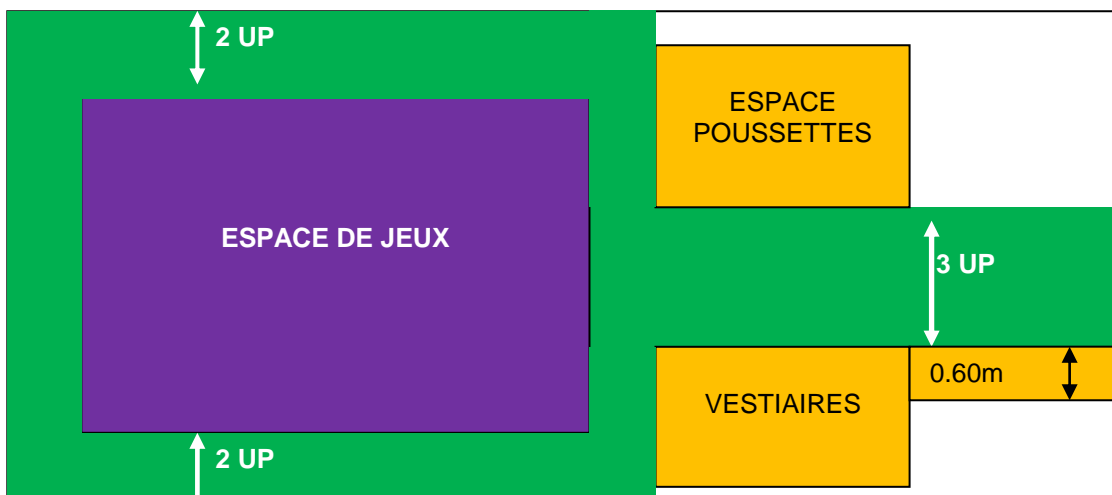 2 UP
ESPACE
POUSSETTES
ESPACE DE JEUX
3 UP
0.60m
VESTIAIRES
2 UP